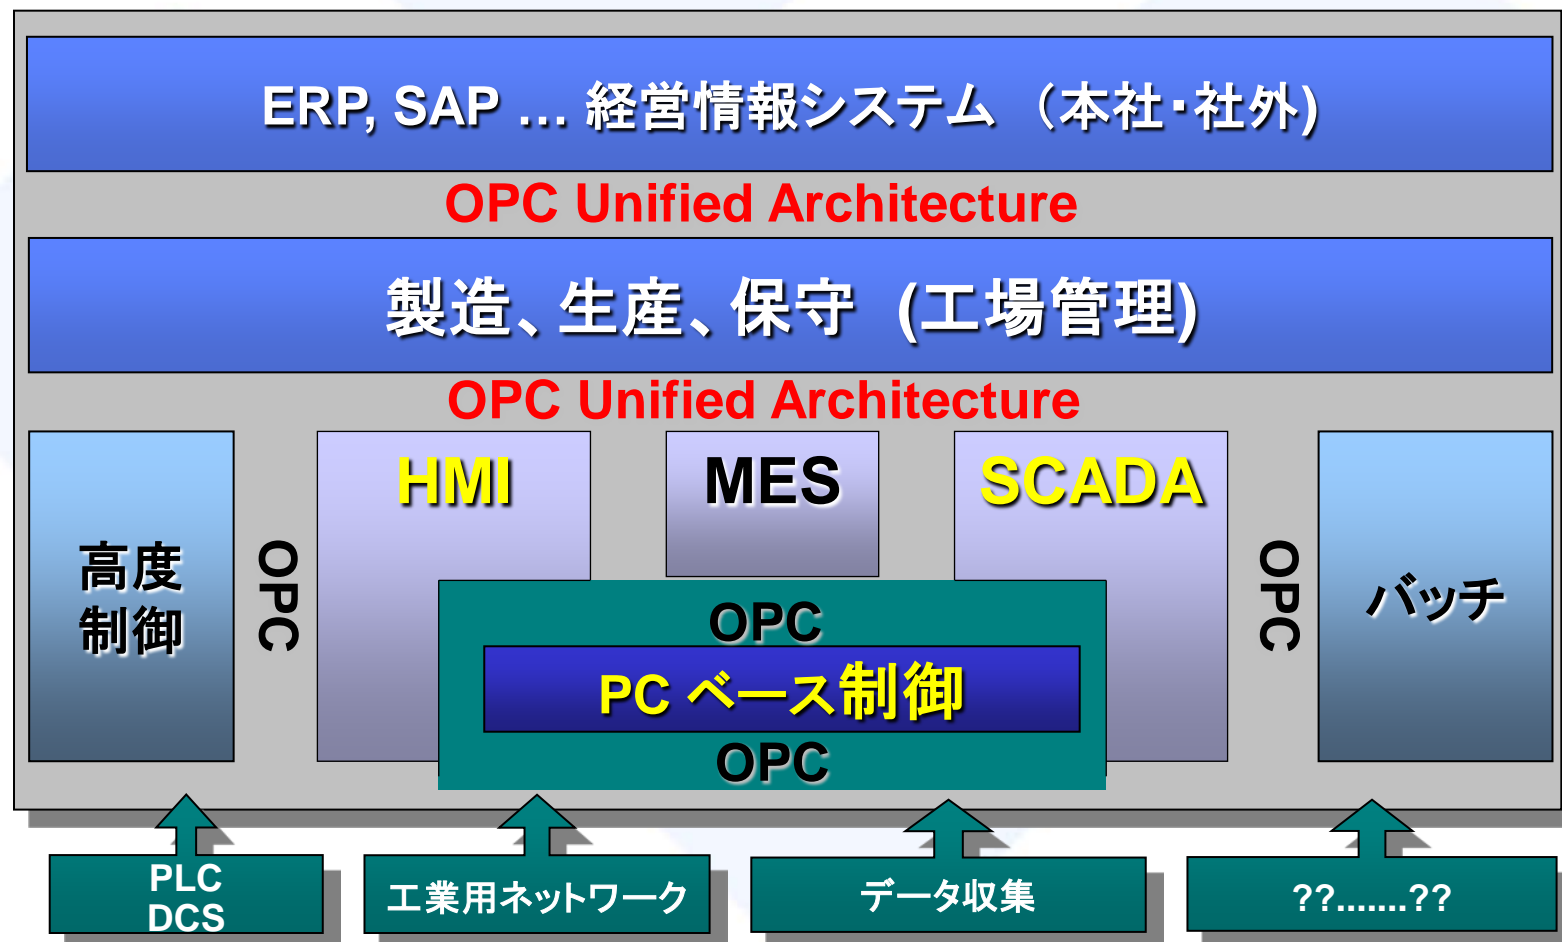 ERP, SAP ... 経営情報システム （本社・社外)
OPC Unified Architecture
製造、生産、保守 (工場管理)
OPC Unified Architecture
高度
制御
OPC
HMI
MES
SCADA
OPC
バッチ
OPC
PC ベース制御
OPC
PLC
DCS
工業用ネットワーク
データ収集
??.......??